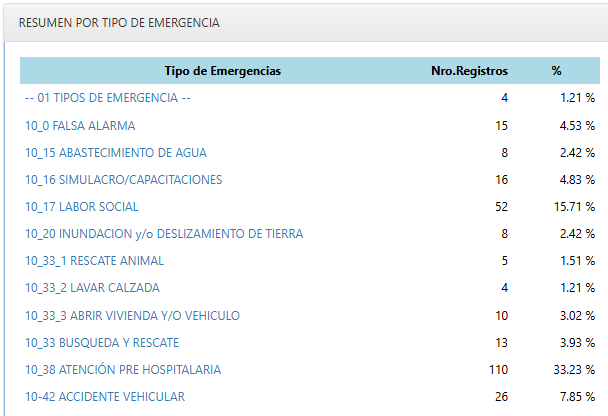 RESUMEN POR TIPO DE EMERGENCIA
Tipo de Emergencias Nro.Registros %
-- 01 TIPOS DE EMERGENCIA -- 4 1.21 %
10_0 FALSA ALARMA 15 4.53 %
10_15 ABASTECIMIENTO DE AGUA 8 2.42 %
10_16 SIMULACRO/CAPACITACIONES 16 4.83 %
10_17 LABOR SOCIAL 52 15.71 %
10_20 INUNDACION y/o DESLIZAMIENTO DE TIERRA 8 2.42 %
10_33_1 RESCATE ANIMAL 5 1.51 %
10_33_2 LAVAR CALZADA 4 1.21 %
10_33_3 ABRIR VIVIENDA Y/O VEHICULO 10 3.02 %
10_33 BUSQUEDA Y RESCATE 13 3.93 %
10_38 ATENCIÓN PRE HOSPITALARIA 110 33.23 %
10-42 ACCIDENTE VEHICULAR 26 7.85 %